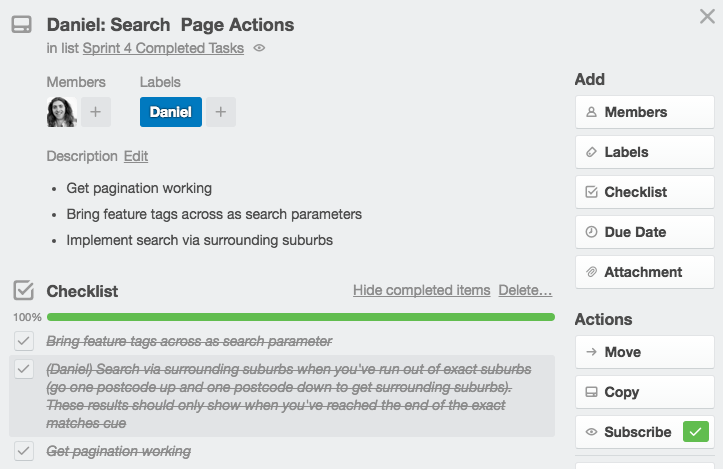 Daniel: Search  Page Actions
in list Sprint 4 Completed Tasks
Members
Labels
Daniel
Description Edit
Get pagination working
Bring feature tags across as search parameters
Implement search via surrounding suburbs
Checklist
Hide completed items Delete…
100%
Bring feature tags across as search parameter
(Daniel) Search via surrounding suburbs when you've run out of exact suburbs
(go one postcode up and one postcode down to get surrounding suburbs).
These results should only show when you've reached the end of the exact
matches cue
Get pagination working
Add
Members
Labels
Checklist
Due Date
Attachment
Actions
Move
Copy
Subscribe